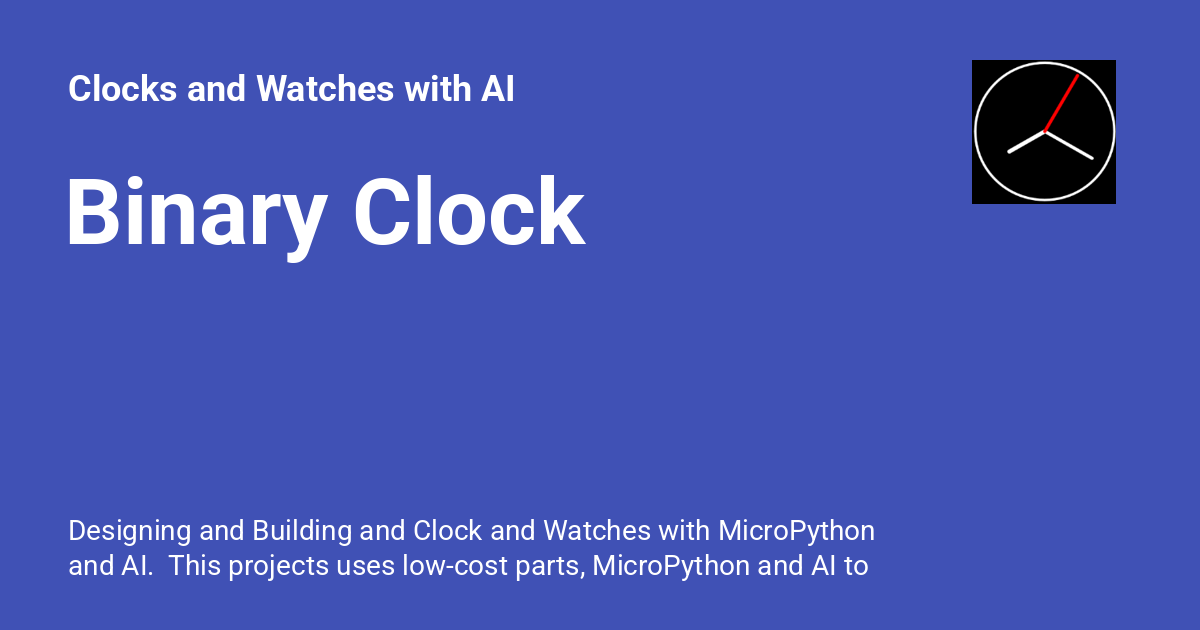 Clocks and Watches with AI
Binary Clock
Designing and Building and Clock and Watches with MicroPython
and AI.  This projects uses low-cost parts, MicroPython and AI to